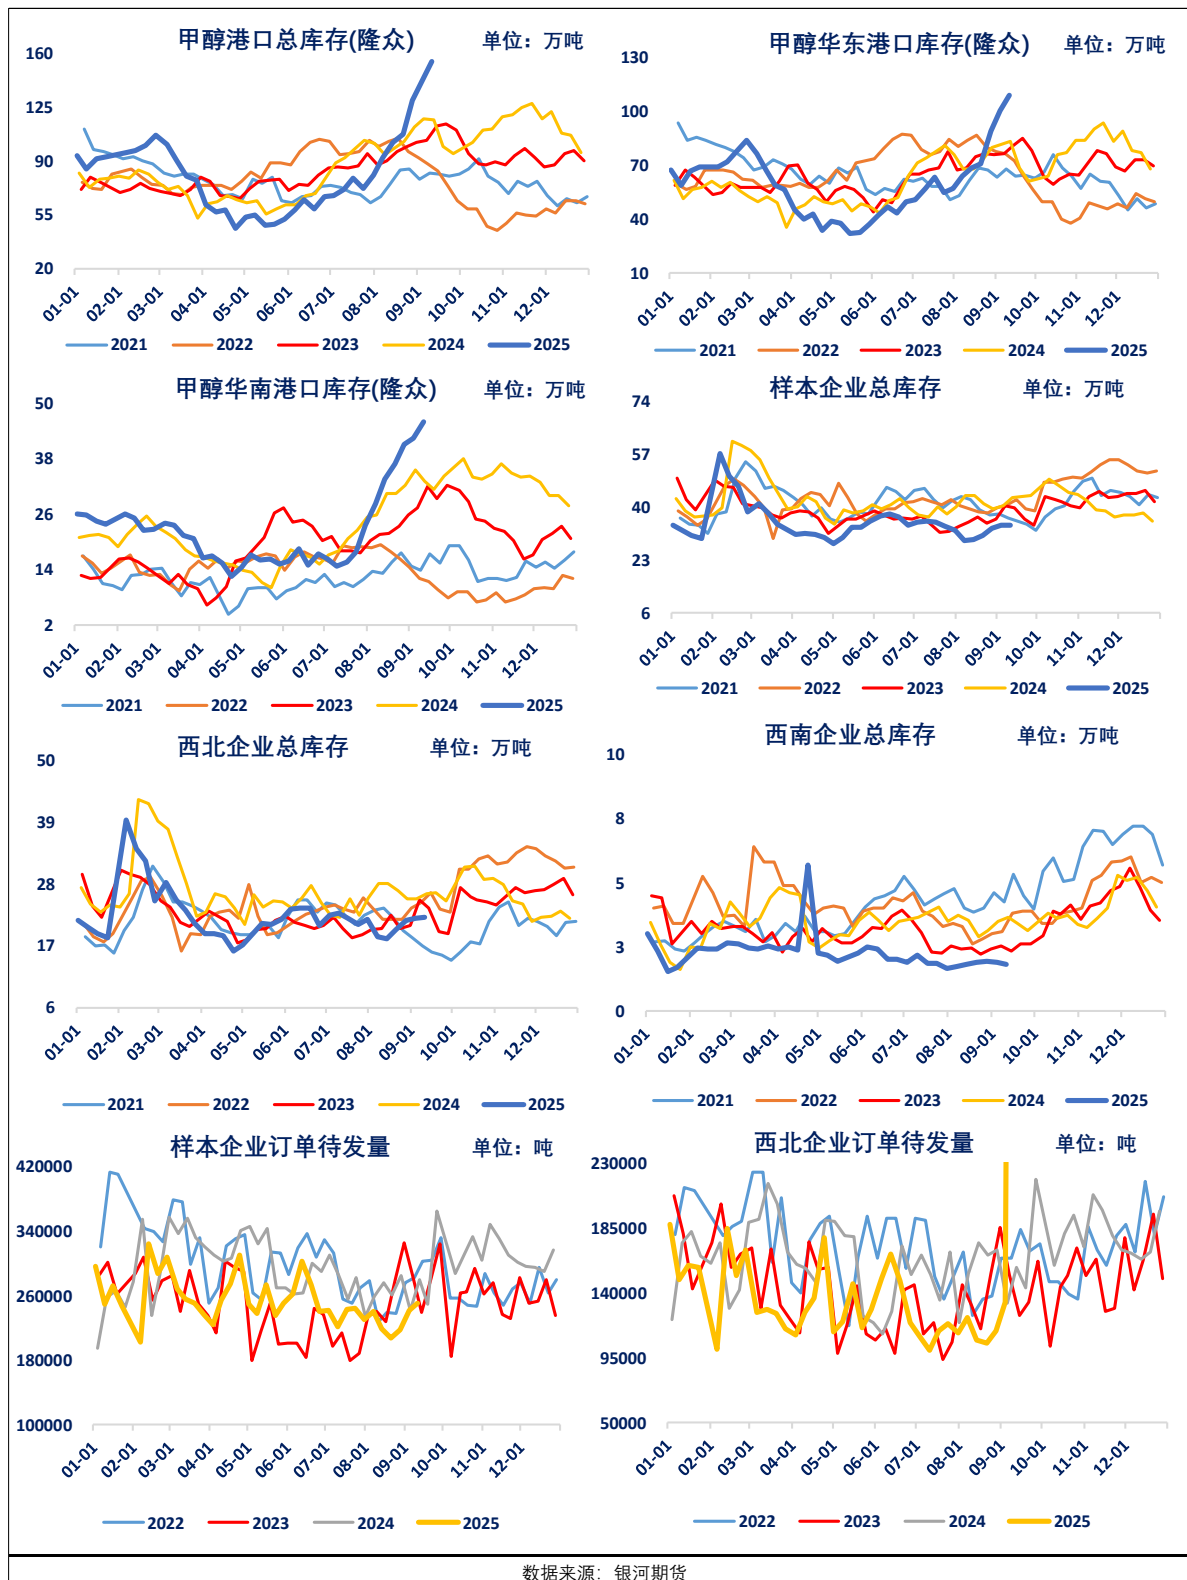 甲醇港口总库存(隆众) 单位：万吨
160
125
90
55
20
01-01 02-01 03-01 04-01 05-01 06-01 07-01 08-01 09-01 10-01 11-01 12-01
2021 2022 2023 2024 2025
甲醇华东港口库存(隆众) 单位：万吨
130
100
70
40
10
01-01 02-01 03-01 04-01 05-01 06-01 07-01 08-01 09-01 10-01 11-01 12-01
2021 2022 2023 2024 2025
甲醇华南港口库存(隆众) 单位：万吨
50
38
26
14
2
01-01 02-01 03-01 04-01 05-01 06-01 07-01 08-01 09-01 10-01 11-01 12-01
2021 2022 2023 2024 2025
样本企业总库存 单位：万吨
74
57
40
23
6
01-01 02-01 03-01 04-01 05-01 06-01 07-01 08-01 09-01 10-01 11-01 12-01
2021 2022 2023 2024 2025
西北企业总库存 单位：万吨
50
39
28
17
6
01-01 02-01 03-01 04-01 05-01 06-01 07-01 08-01 09-01 10-01 11-01 12-01
2021 2022 2023 2024 2025
西南企业总库存 单位：万吨
10
8
5
3
0
01-01 02-01 03-01 04-01 05-01 06-01 07-01 08-01 09-01 10-01 11-01 12-01
2021 2022 2023 2024 2025
样本企业订单待发量 单位：吨
420000
340000
260000
180000
100000
01-01 02-01 03-01 04-01 05-01 06-01 07-01 08-01 09-01 10-01 11-01 12-01
2022 2023 2024 2025
西北企业订单待发量 单位：吨
230000
185000
140000
95000
50000
01-01 02-01 03-01 04-01 05-01 06-01 07-01 08-01 09-01 10-01 11-01 12-01
2022 2023 2024 2025
数据来源：银河期货